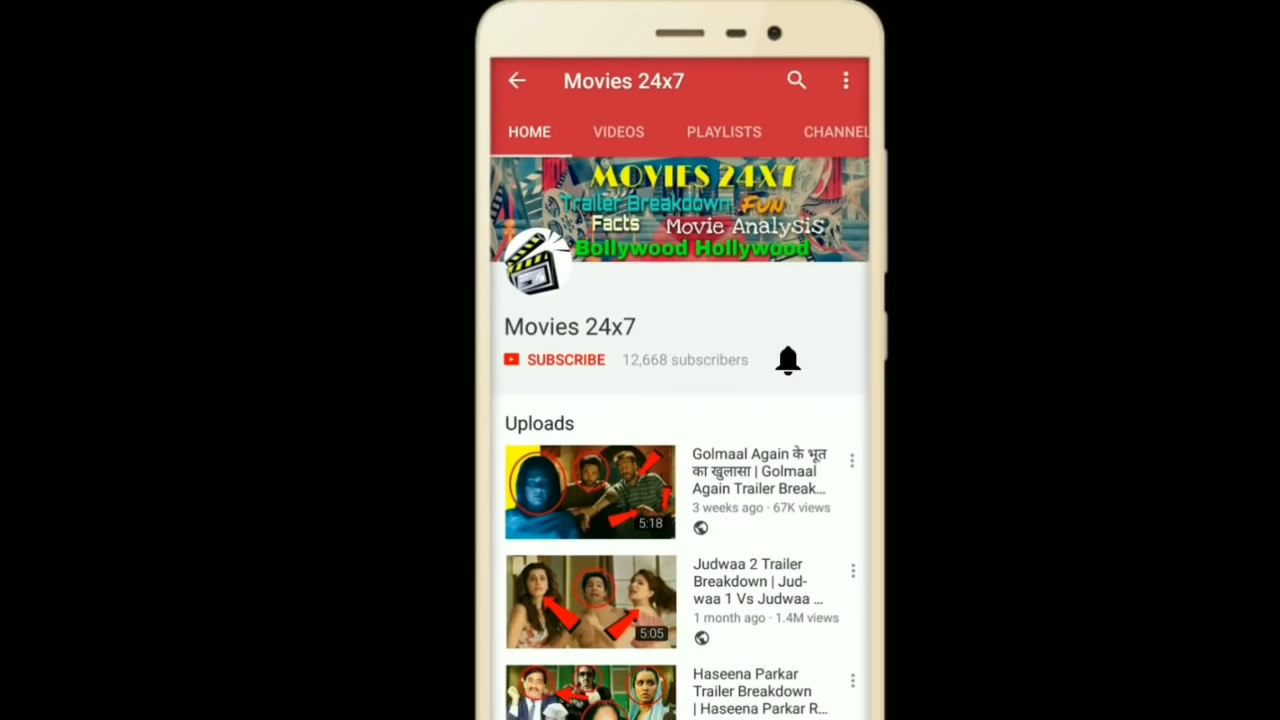 Movies 24x7
HOME VIDEOS PLAYLISTS CHANNEL
MOVIES 24X7
Trailer Breakdown FUN
Facts Movie Analysis
Bollywood Hollywood
Movies 24x7
SUBSCRIBE 12,668 subscribers
Uploads
Golmaal Again के भूत
का खुलासा | Golmaal
Again Trailer Break...
3 weeks ago · 67K views
5:18
Judwaa 2 Trailer
Breakdown | Jud-
waa 1 Vs Judwaa ...
1 month ago · 1.4M views
5:05
Haseena Parkar
Trailer Breakdown
| Haseena Parkar R...